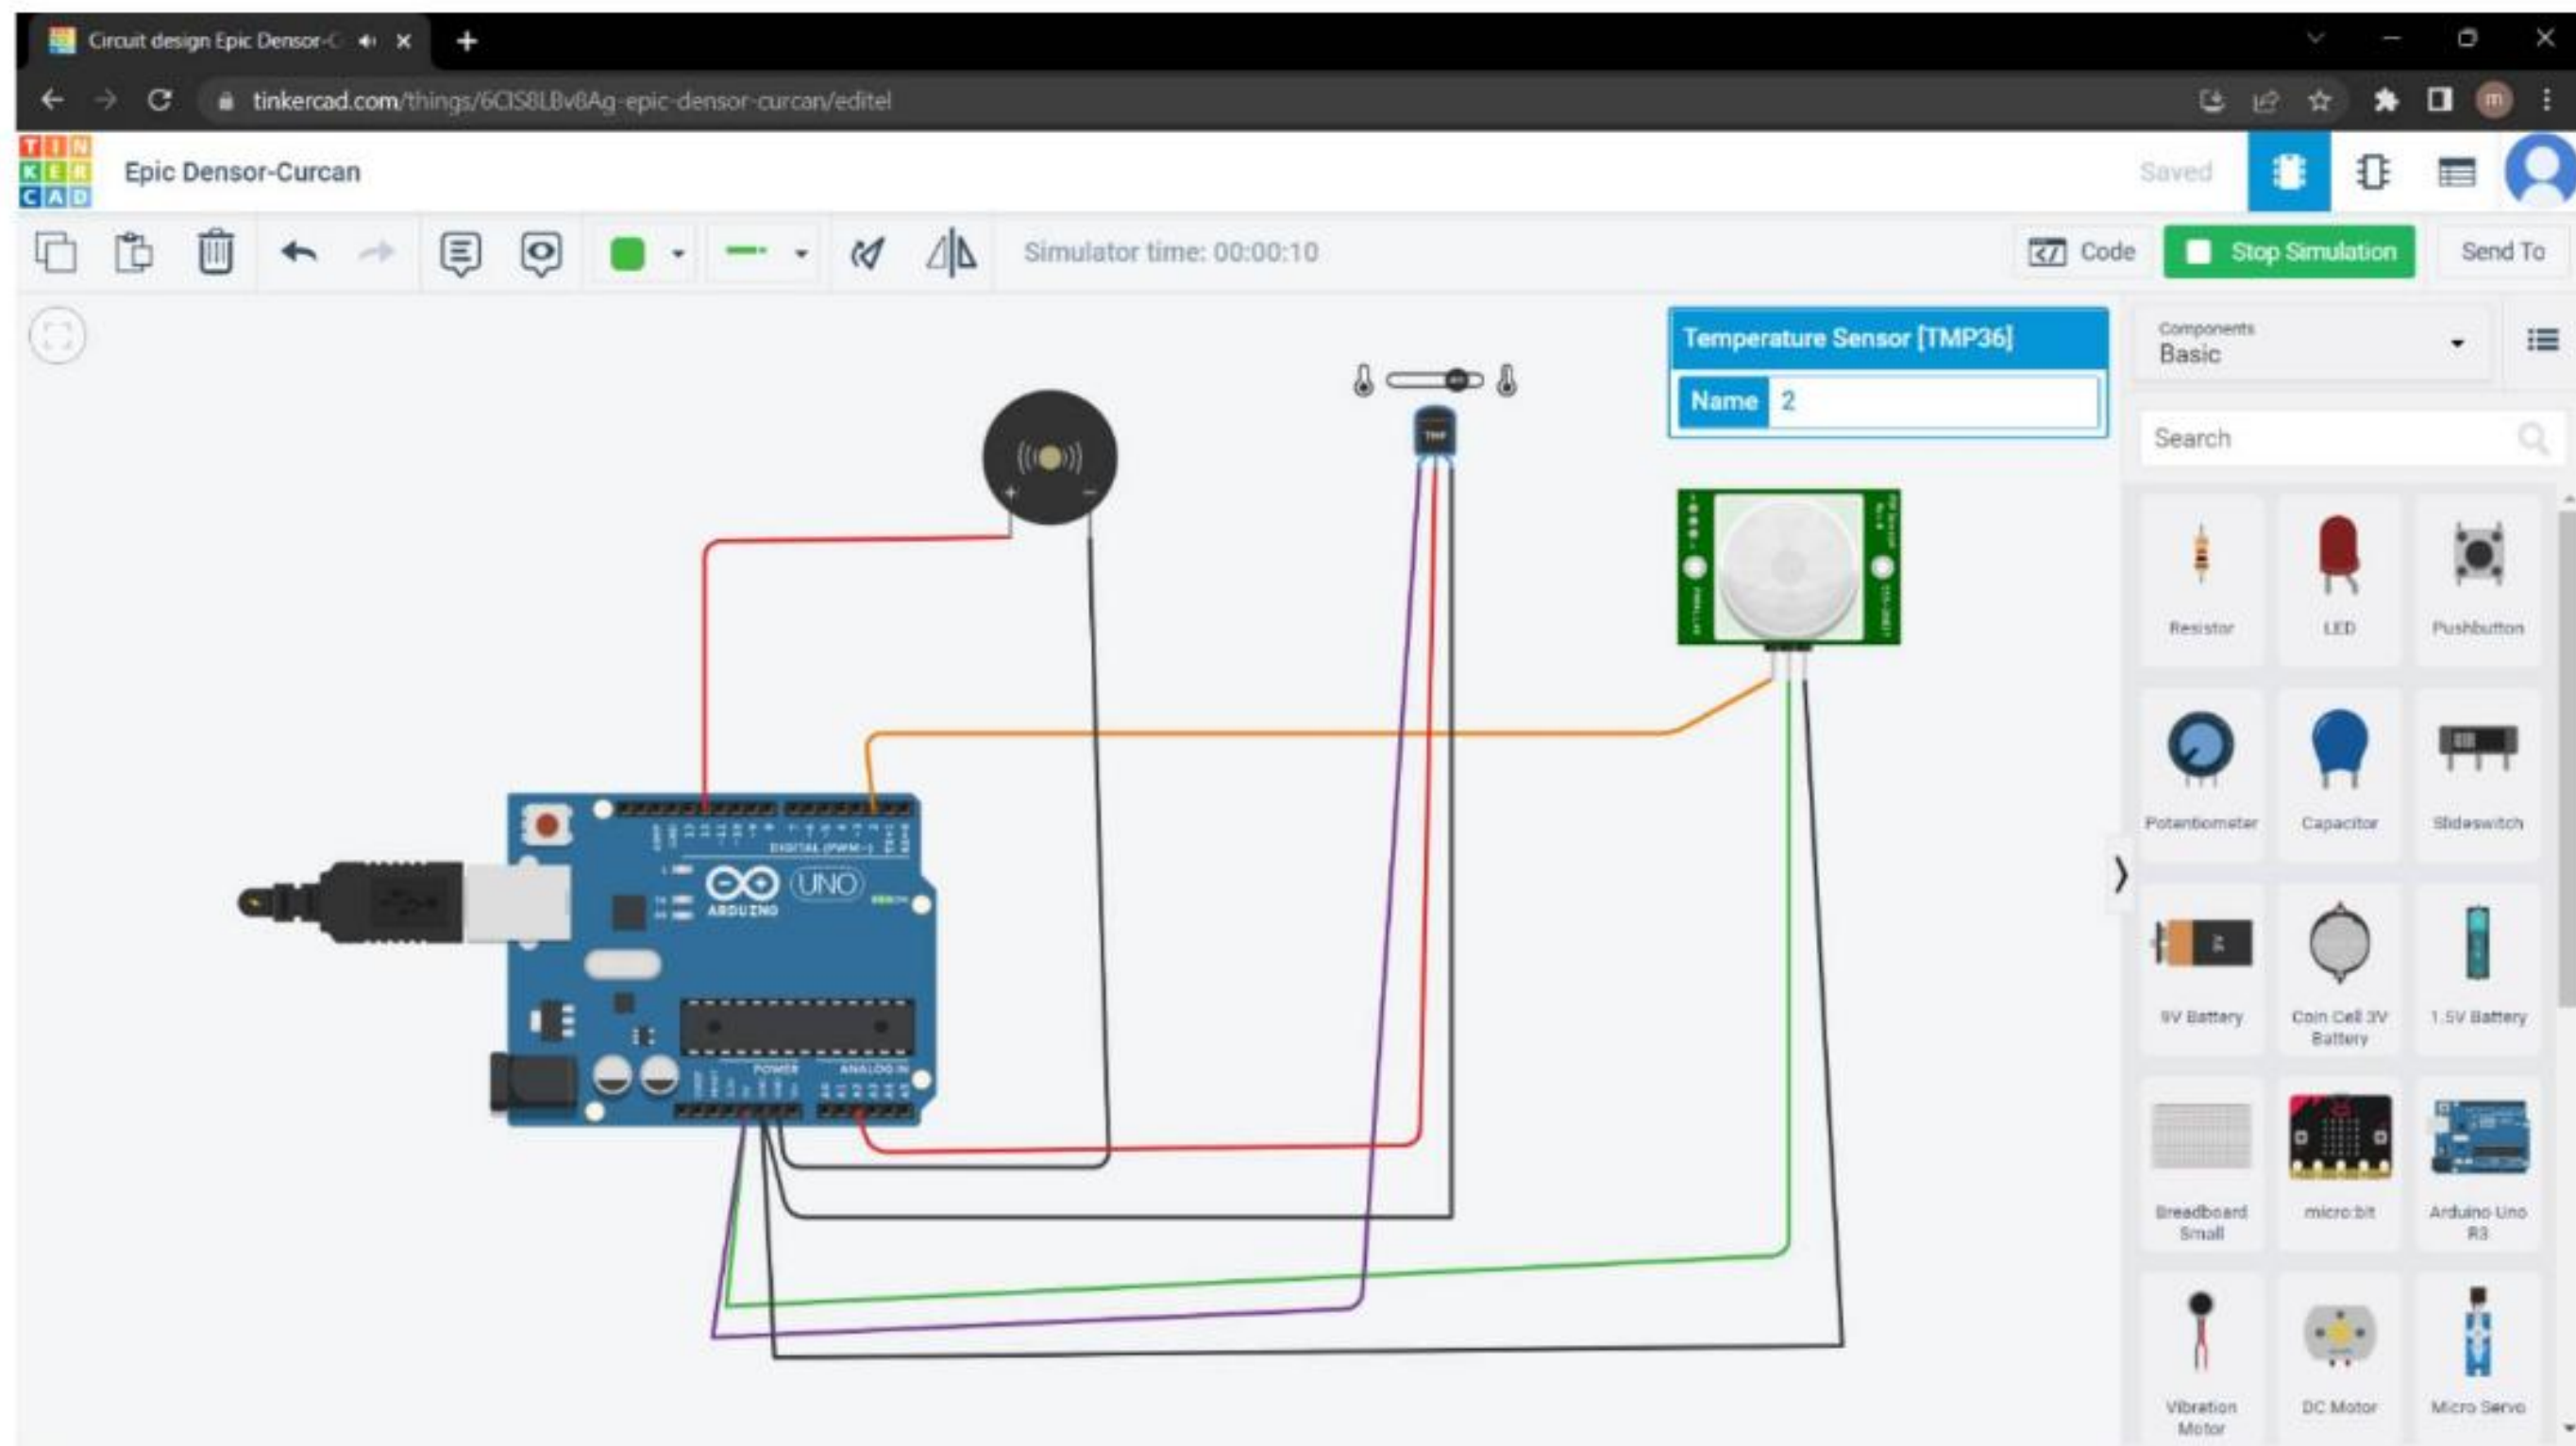 Circuit design Epic Densor-C
tinkercad.com/things/6CIS8LBv8Ag-epic-densor-curcan/editel
m
TIN
KER
CAD
Epic Densor-Curcan
Saved
Simulator time: 00:00:10
Code
Stop Simulation
Send To
Temperature Sensor [TMP36]
Name 2
Components
Basic
Search
TMP
+ −
Resistor
LED
Pushbutton
Potentiometer
Capacitor
Slideswitch
DIGITAL (PWM~)
UNO
ARDUINO
POWER
ANALOG IN
9V Battery
Coin Cell 3V
Battery
1.5V Battery
Breadboard
Small
micro:bit
Arduino Uno
R3
Vibration
Motor
DC Motor
Micro Servo